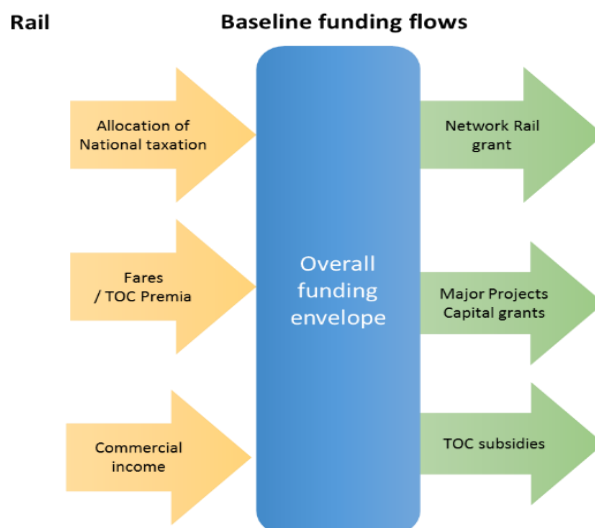 Rail
Baseline funding flows
Allocation of
National taxation
Network Rail
grant
Fares
/ TOC Premia
Overall
funding
envelope
Major Projects
Capital grants
Commercial
income
TOC subsidies